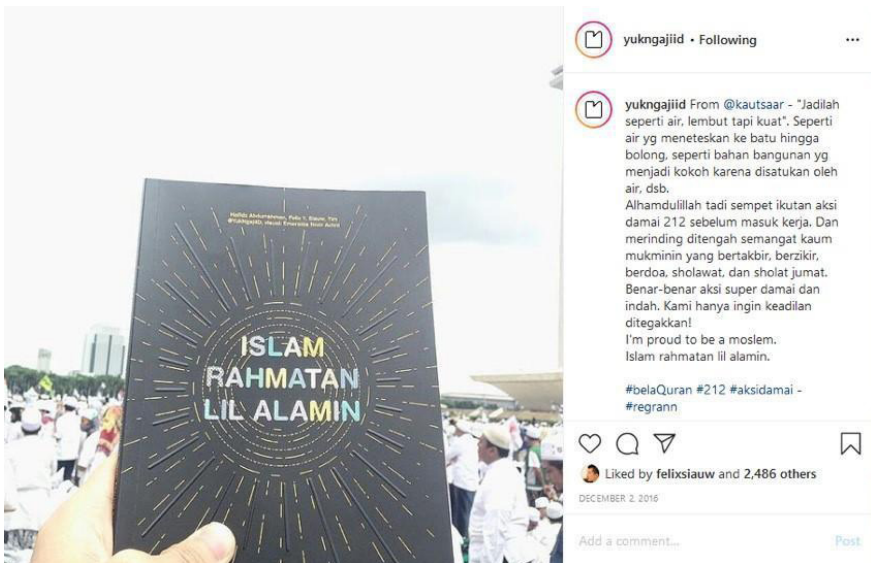 Hafidz Abdurrahman, Felix Y. Siauw, Tim
ISLAM
RAHMATAN
LIL ALAMIN
yukngajiid • Following
yukngajiid From @kautsaar - "Jadilah
seperti air, lembut tapi kuat". Seperti
air yg meneteskan ke batu hingga
bolong, seperti bahan bangunan yg
menjadi kokoh karena disatukan oleh
air, dsb.
Alhamdulillah tadi sempet ikutan aksi
damai 212 sebelum masuk kerja. Dan
merinding ditengah semangat kaum
mukminin yang bertakbir, berzikir,
berdoa, sholawat, dan sholat jumat.
Benar-benar aksi super damai dan
indah. Kami hanya ingin keadilan
ditegakkan!
I'm proud to be a moslem.
Islam rahmatan lil alamin.
#belaQuran #212 #aksidamai -
#regrann
Liked by felixsiauw and 2,486 others
DECEMBER 2, 2016
Add a comment...
Post